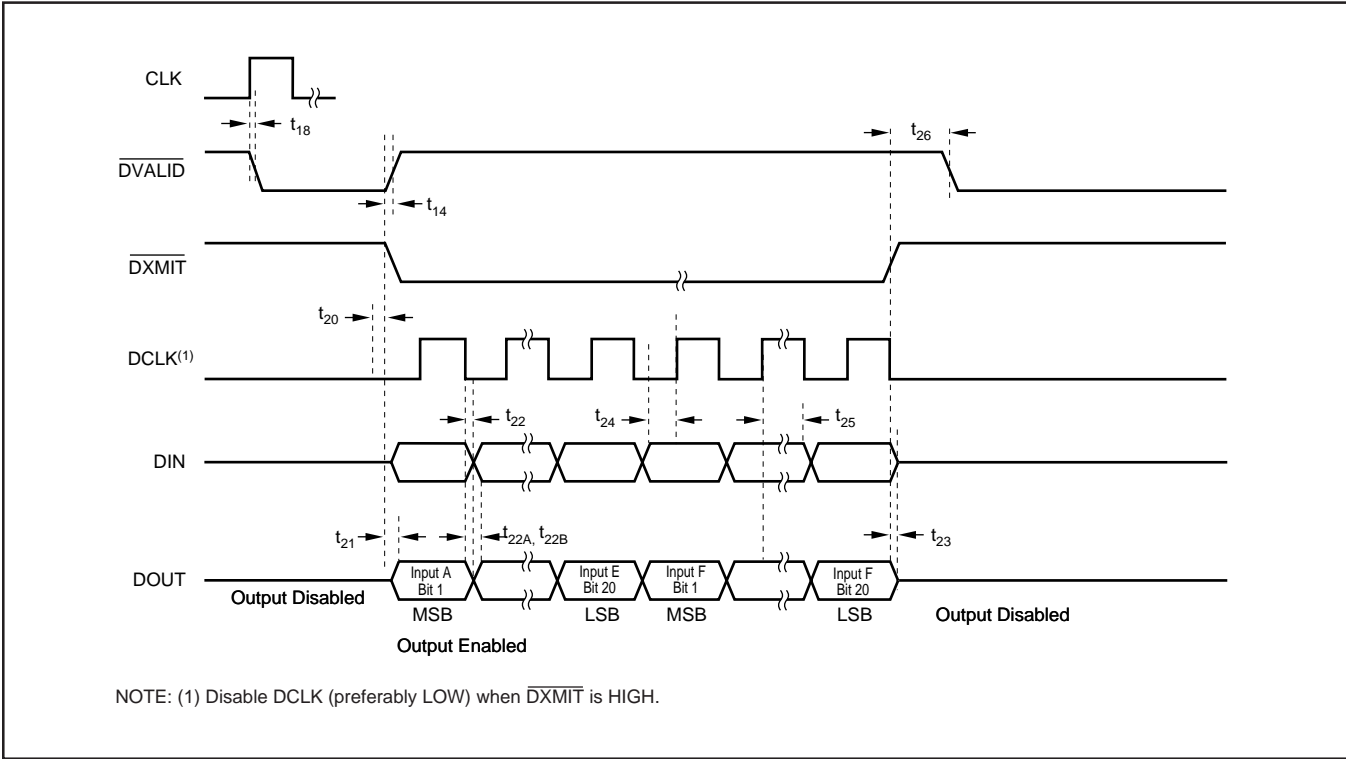 CLK
t18
DVALID
t26
t14
DXMIT
t20
DCLK(1)
t22
t24
t25
DIN
t21
t22A, t22B
t23
DOUT
Input A
Bit 1
Input E
Bit 20
Input F
Bit 1
Input F
Bit 20
Output Disabled
MSB
LSB
MSB
LSB
Output Disabled
Output Enabled
NOTE: (1) Disable DCLK (preferably LOW) when DXMIT is HIGH.